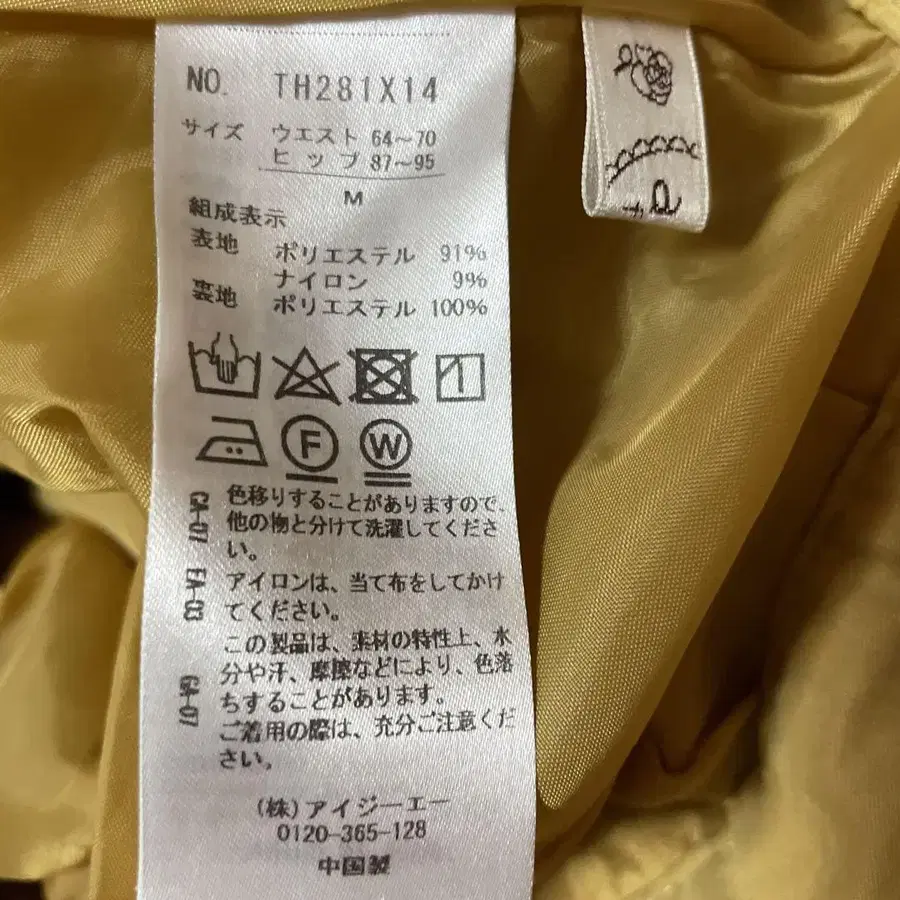 NO. TH281X14
サイズ ウエスト 64〜70
ヒップ 87〜95
M
組成表示
表地 ポリエステル 91%
ナイロン 9%
裏地 ポリエステル 100%
F W
GA-07 色移りすることがありますので、
他の物と分けて洗濯してくださ
い。
EA-03 アイロンは、当て布をしてかけ
てください。
GA-07 この製品は、素材の特性上、水
分や汗、摩擦などにより、色落
ちすることがあります。
ご着用の際は、充分ご注意くだ
さい。
(株)アイジーエー
0120-365-128
中国製